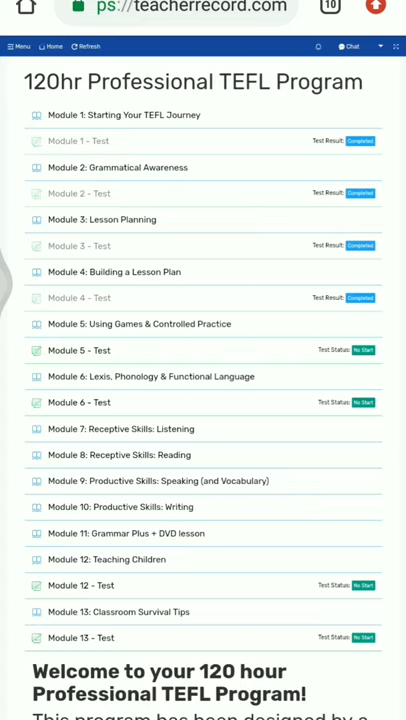 ps://teacherrecord.com
10
Menu Home Refresh Chat
120hr Professional TEFL Program
Module 1: Starting Your TEFL Journey
Module 1 - Test Test Result: Completed
Module 2: Grammatical Awareness
Module 2 - Test Test Result: Completed
Module 3: Lesson Planning
Module 3 - Test Test Result: Completed
Module 4: Building a Lesson Plan
Module 4 - Test Test Result: Completed
Module 5: Using Games & Controlled Practice
Module 5 - Test Test Status: No Start
Module 6: Lexis, Phonology & Functional Language
Module 6 - Test Test Status: No Start
Module 7: Receptive Skills: Listening
Module 8: Receptive Skills: Reading
Module 9: Productive Skills: Speaking (and Vocabulary)
Module 10: Productive Skills: Writing
Module 11: Grammar Plus + DVD lesson
Module 12: Teaching Children
Module 12 - Test Test Status: No Start
Module 13: Classroom Survival Tips
Module 13 - Test Test Status: No Start
Welcome to your 120 hour
Professional TEFL Program!
This program has been designed by a